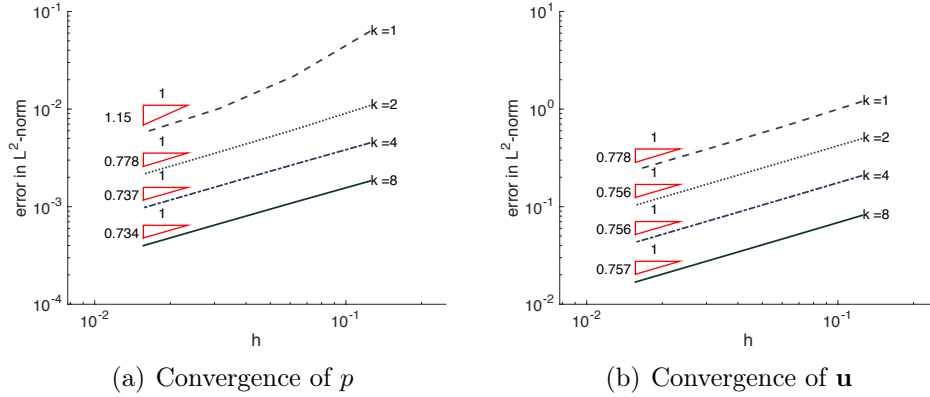 10^-1
10^-2
10^-3
10^-4
error in L^2-norm
k =1
k =2
k =4
k =8
1
1.15
1
0.778
1
0.737
1
0.734
10^-2
10^-1
h
(a) Convergence of p
10^1
10^0
10^-1
10^-2
error in L^2-norm
k =1
k =2
k =4
k =8
1
0.778
1
0.756
1
0.756
1
0.757
10^-2
10^-1
h
(b) Convergence of u